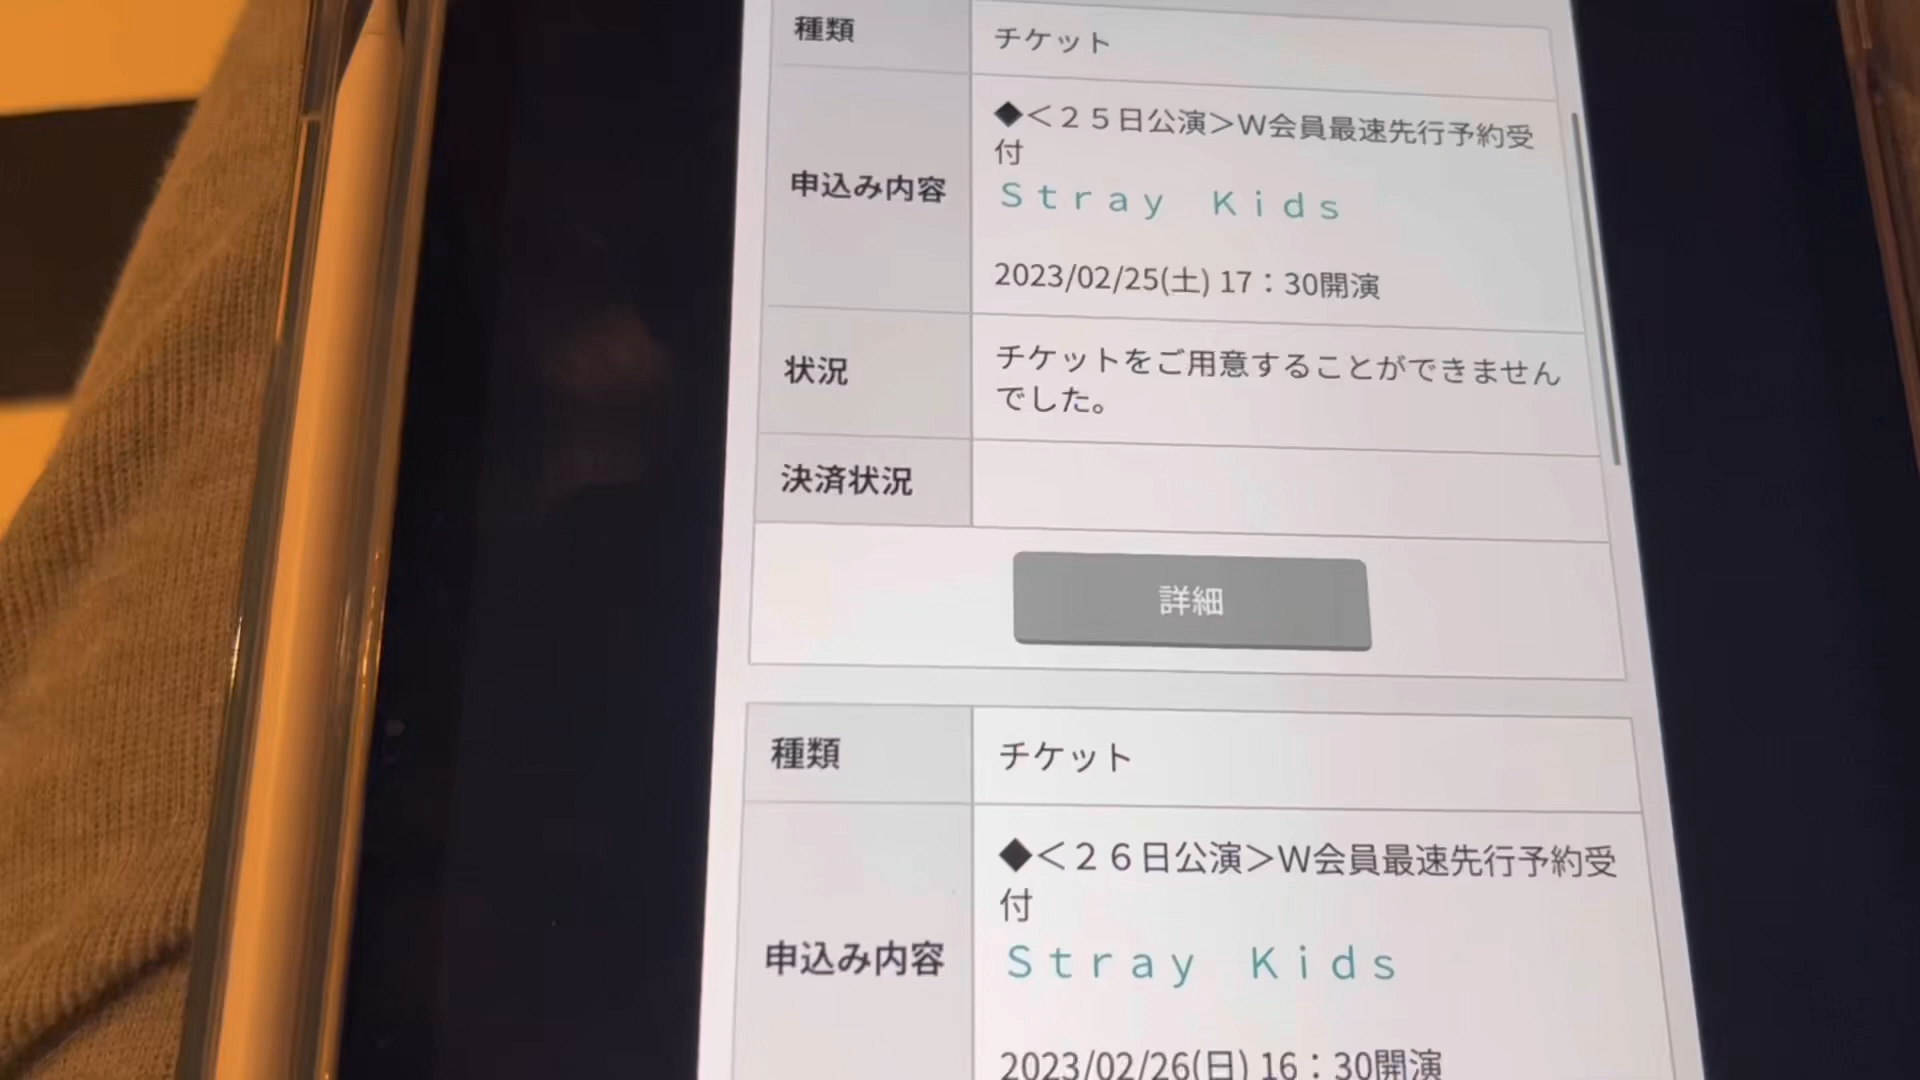 種類
チケット
◆＜２５日公演＞W会員最速先行予約受
付
申込み内容
Ｓｔｒａｙ　Ｋｉｄｓ
2023/02/25(土) 17：30開演
状況
チケットをご用意することができません
でした。
決済状況
詳細
種類
チケット
◆＜２６日公演＞W会員最速先行予約受
付
申込み内容
Ｓｔｒａｙ　Ｋｉｄｓ
2023/02/26(日) 16：30開演